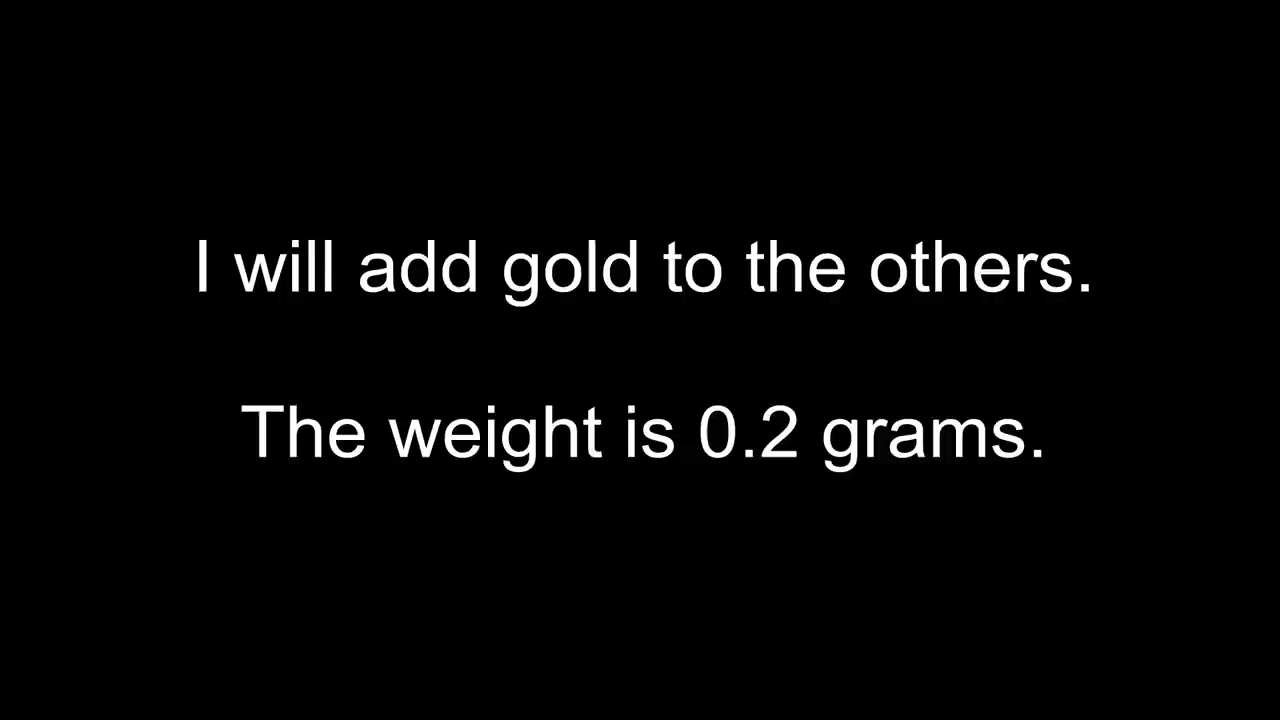 I will add gold to the others.
The weight is 0.2 grams.